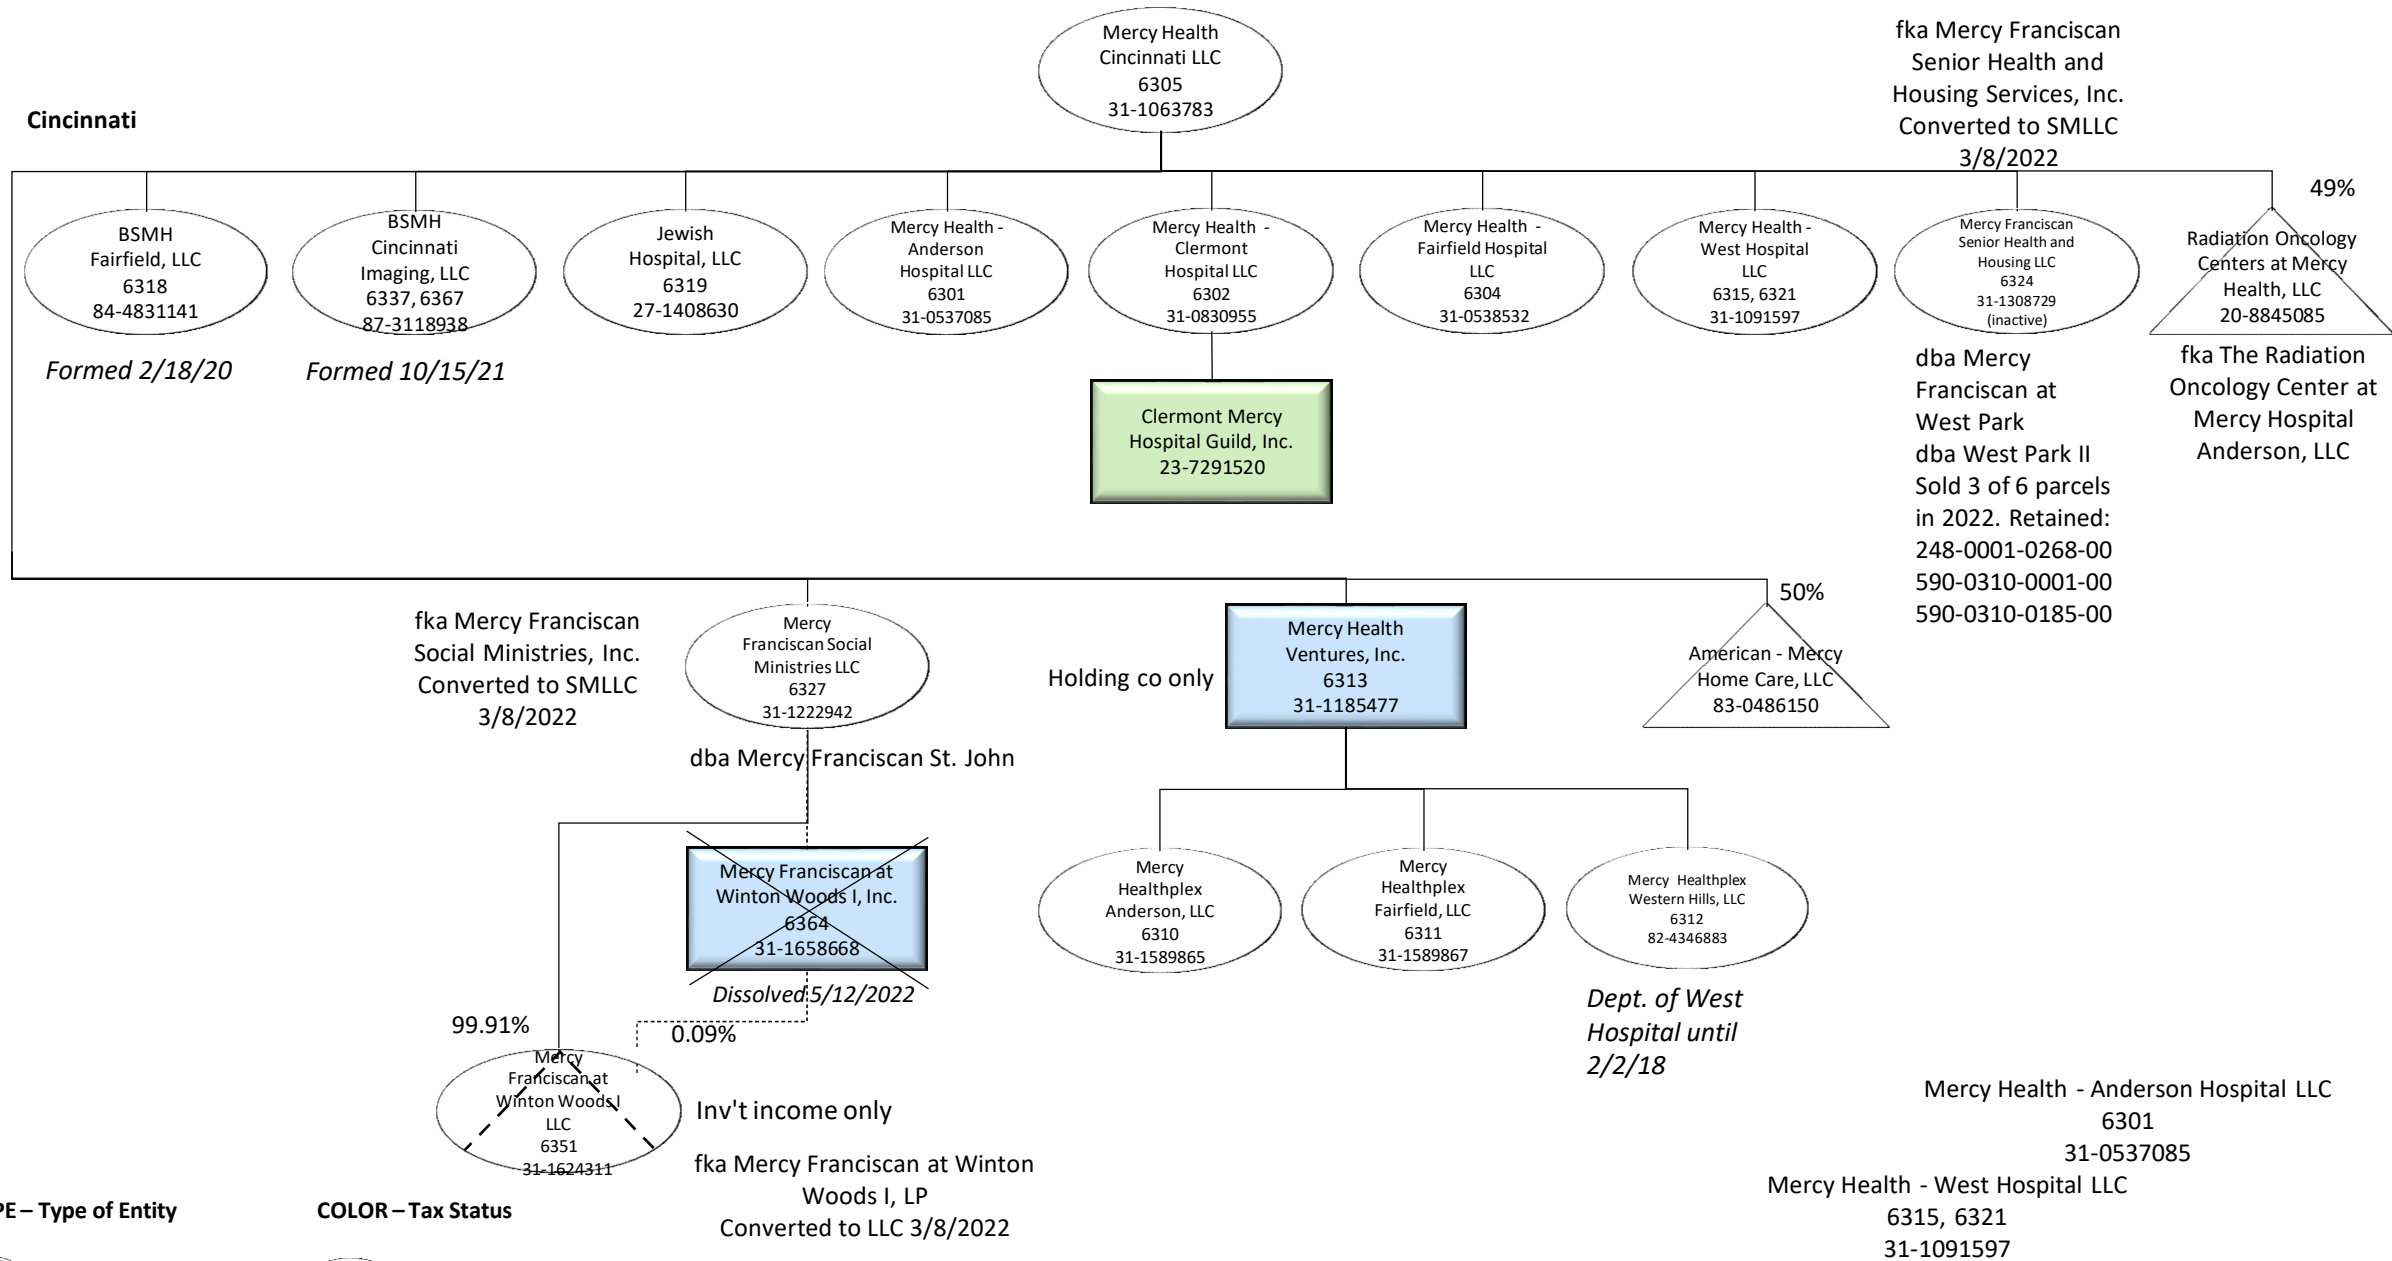 Mercy Health
Cincinnati LLC
6305
31-1063783
fka Mercy Franciscan
Senior Health and
Housing Services, Inc.
Converted to SMLLC
3/8/2022
Cincinnati
49%
BSMH
Fairfield, LLC
6318
84-4831141
Formed 2/18/20
BSMH
Cincinnati
Imaging, LLC
6337, 6367
87-3118938
Formed 10/15/21
Jewish
Hospital, LLC
6319
27-1408630
Mercy Health -
Anderson
Hospital LLC
6301
31-0537085
Mercy Health -
Clermont
Hospital LLC
6302
31-0830955
Mercy Health -
Fairfield Hospital
LLC
6304
31-0538532
Mercy Health -
West Hospital
LLC
6315, 6321
31-1091597
Mercy Franciscan
Senior Health and
Housing LLC
6324
31-1308729
(inactive)
dba Mercy
Franciscan at
West Park
dba West Park II
Sold 3 of 6 parcels
in 2022. Retained:
248-0001-0268-00
590-0310-0001-00
590-0310-0185-00
Radiation Oncology
Centers at Mercy
Health, LLC
20-8845085
fka The Radiation
Oncology Center at
Mercy Hospital
Anderson, LLC
Clermont Mercy
Hospital Guild, Inc.
23-7291520
fka Mercy Franciscan
Social Ministries, Inc.
Converted to SMLLC
3/8/2022
Mercy
Franciscan Social
Ministries LLC
6327
31-1222942
dba Mercy Franciscan St. John
Holding co only
Mercy Health
Ventures, Inc.
6313
31-1185477
50%
American - Mercy
Home Care, LLC
83-0486150
Mercy Franciscan at
Winton Woods I, Inc.
6364
31-1658668
Dissolved 5/12/2022
Mercy
Healthplex
Anderson, LLC
6310
31-1589865
Mercy
Healthplex
Fairfield, LLC
6311
31-1589867
Mercy Healthplex
Western Hills, LLC
6312
82-4346883
Dept. of West
Hospital until
2/2/18
99.91%
0.09%
Mercy
Franciscan at
Winton Woods I
LLC
6351
31-1624311
Inv't income only
fka Mercy Franciscan at Winton
Woods I, LP
Converted to LLC 3/8/2022
Mercy Health - Anderson Hospital LLC
6301
31-0537085
Mercy Health - West Hospital LLC
6315, 6321
31-1091597
PE – Type of Entity
COLOR – Tax Status